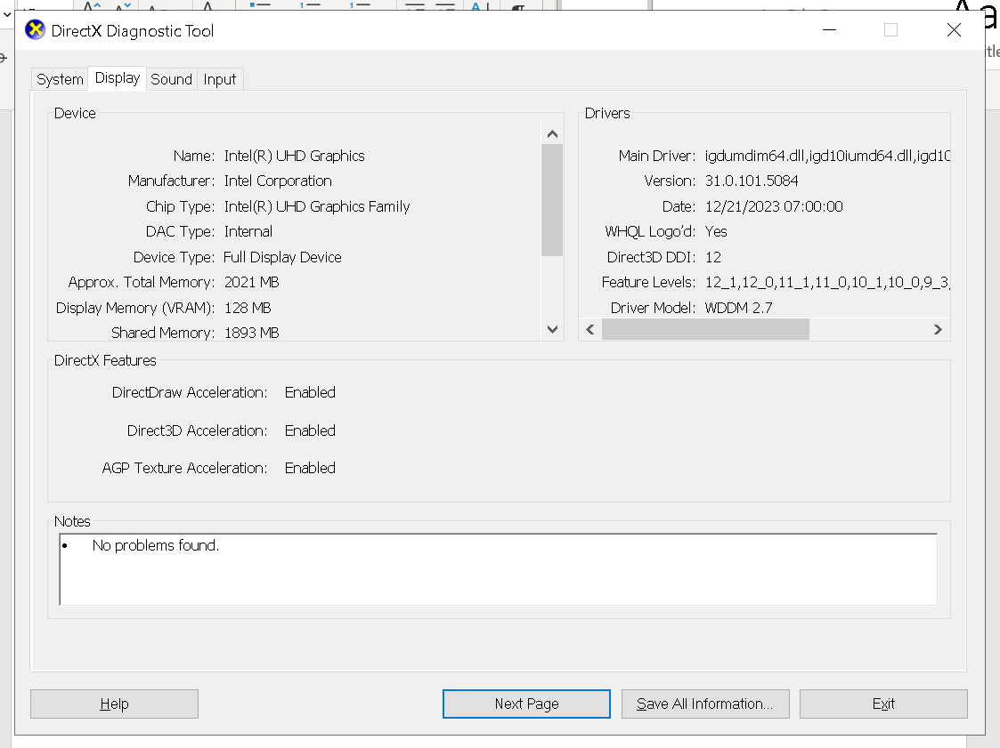 Aa
DirectX Diagnostic Tool
System
Display
Sound
Input
Device
Name: Intel(R) UHD Graphics
Manufacturer: Intel Corporation
Chip Type: Intel(R) UHD Graphics Family
DAC Type: Internal
Device Type: Full Display Device
Approx. Total Memory: 2021 MB
Display Memory (VRAM): 128 MB
Shared Memory: 1893 MB
Drivers
Main Driver: igdumdim64.dll,igd10iumd64.dll,igd10
Version: 31.0.101.5084
Date: 12/21/2023 07:00:00
WHQL Logo'd: Yes
Direct3D DDI: 12
Feature Levels: 12_1,12_0,11_1,11_0,10_1,10_0,9_3,
Driver Model: WDDM 2.7
DirectX Features
DirectDraw Acceleration: Enabled
Direct3D Acceleration: Enabled
AGP Texture Acceleration: Enabled
Notes
• No problems found.
Help
Next Page
Save All Information...
Exit